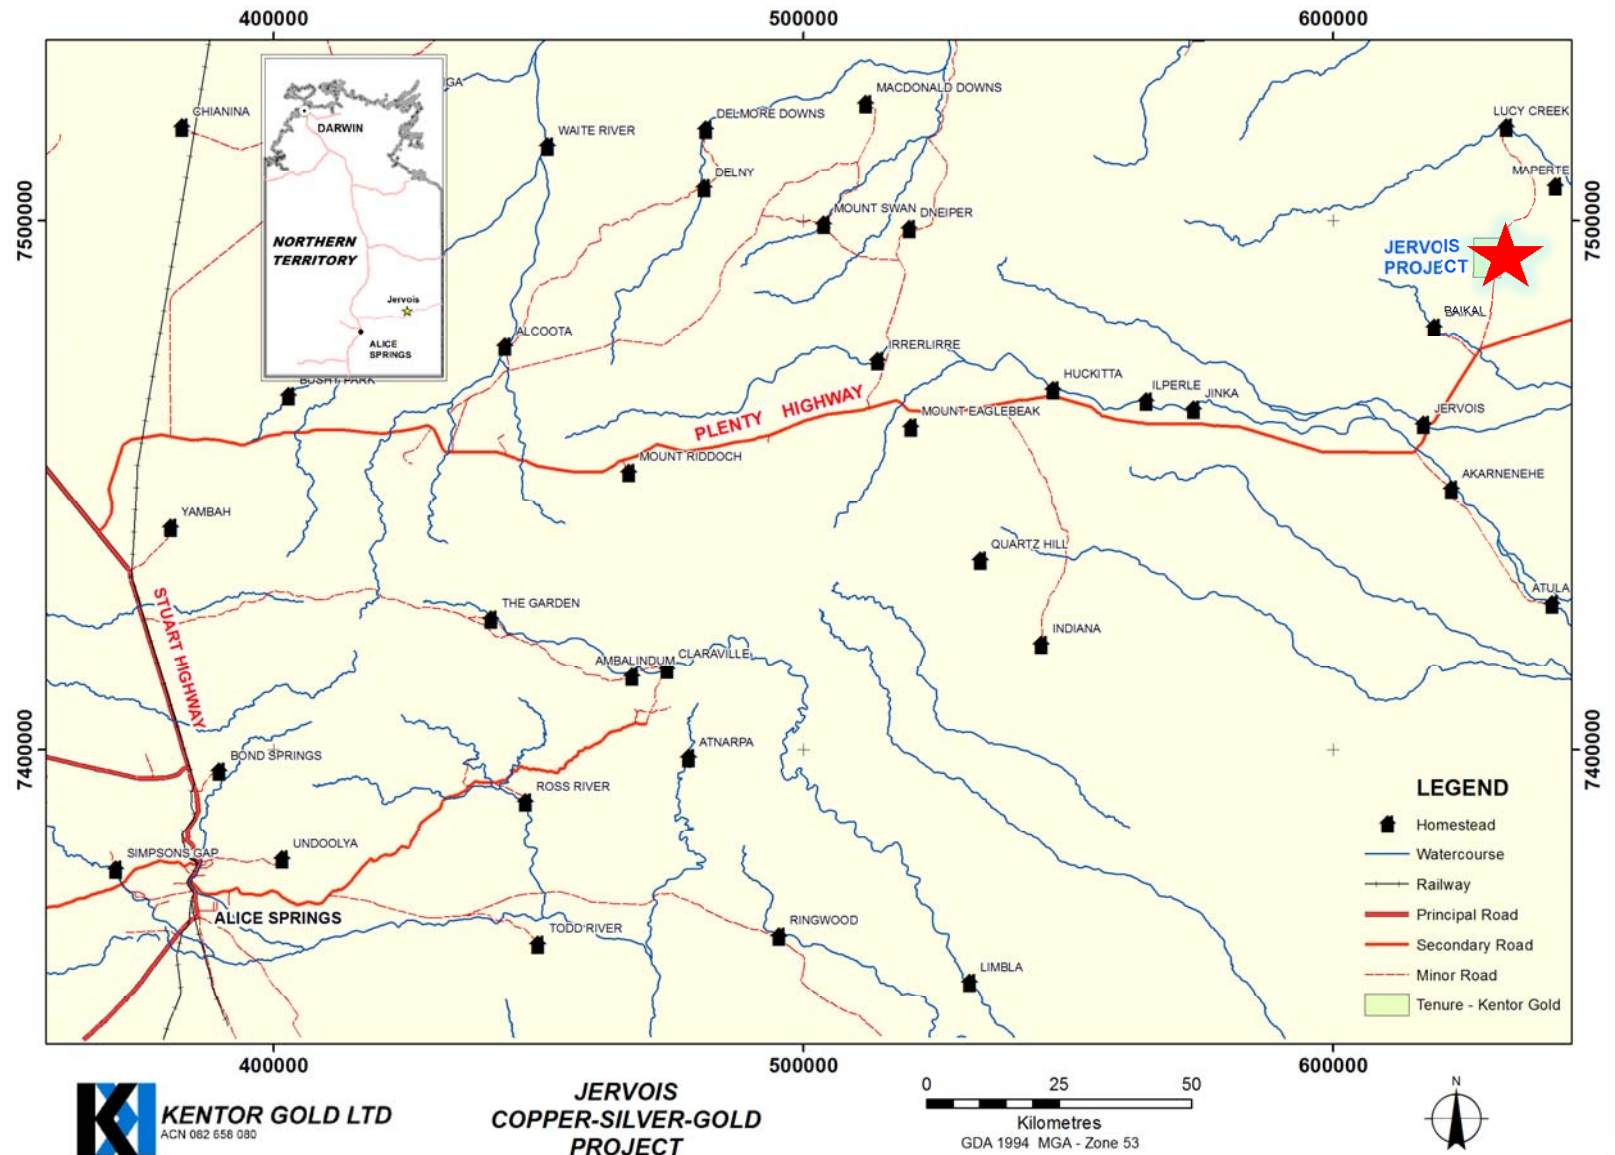 400000
500000
600000
CHIANINA
GA
WAITE RIVER
DELMORE DOWNS
MACDONALD DOWNS
LUCY CREEK
DELNY
MAPERTE
MOUNT SWAN
DNEIPER
7500000
7500000
DARWIN
NORTHERN
TERRITORY
Jervois
ALICE
SPRINGS
JERVOIS
PROJECT
BAIKAL
ALCOOTA
IRRERLIRRE
BUSHY PARK
HUCKITTA
ILPERLE
JINKA
PLENTY HIGHWAY
MOUNT EAGLEBEAK
JERVOIS
MOUNT RIDDOCH
AKARNENEHE
YAMBAH
QUARTZ HILL
STUART HIGHWAY
THE GARDEN
ATULA
INDIANA
AMBALINDUM
CLARAVILLE
7400000
7400000
BOND SPRINGS
ATNARPA
ROSS RIVER
SIMPSONS GAP
UNDOOLYA
ALICE SPRINGS
TODD RIVER
RINGWOOD
LIMBLA
LEGEND
Homestead
Watercourse
Railway
Principal Road
Secondary Road
Minor Road
Tenure - Kentor Gold
400000
500000
600000
KENTOR GOLD LTD
ACN 082 658 080
JERVOIS
COPPER-SILVER-GOLD
PROJECT
0 25 50
Kilometres
GDA 1994 MGA - Zone 53
N